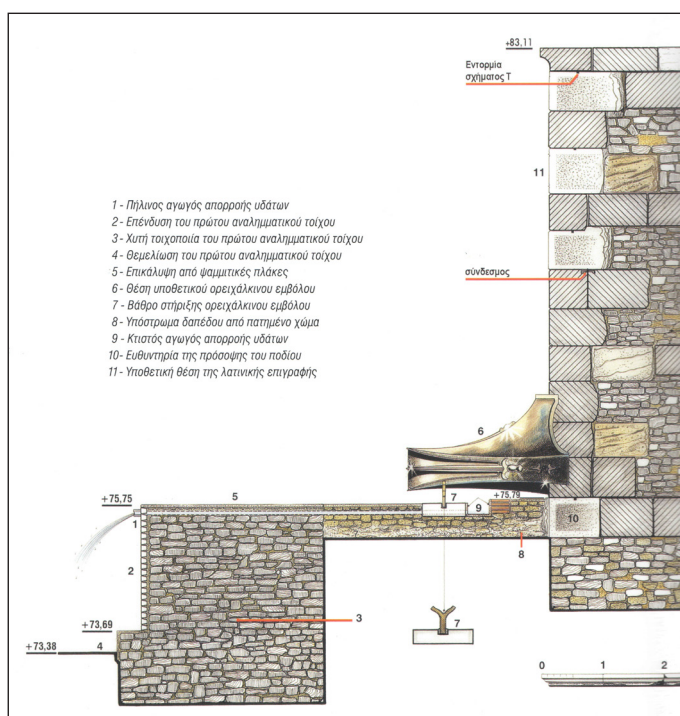 +83,11
Εντορμία
σχήματος Τ
11
1 - Πήλινος αγωγός απορροής υδάτων
2 - Επένδυση του πρώτου αναλημματικού τοίχου
3 - Χυτή τοιχοποιία του πρώτου αναλημματικού τοίχου
4 - Θεμελίωση του πρώτου αναλημματικού τοίχου
5 - Επικάλυψη από ψαμμιτικές πλάκες
6 - Θέση υποθετικού ορειχάλκινου εμβόλου
7 - Βάθρο στήριξης ορειχάλκινου εμβόλου
8 - Υπόστρωμα δαπέδου από πατημένο χώμα
9 - Κτιστός αγωγός απορροής υδάτων
10- Ευθυντηρία της πρόσοψης του ποδίου
11- Υποθετική θέση της λατινικής επιγραφής
σύνδεσμος
6
+75,75
5
7
+75,79
9
1
10
8
2
+73,69
3
7
+73,38
4
0 1 2